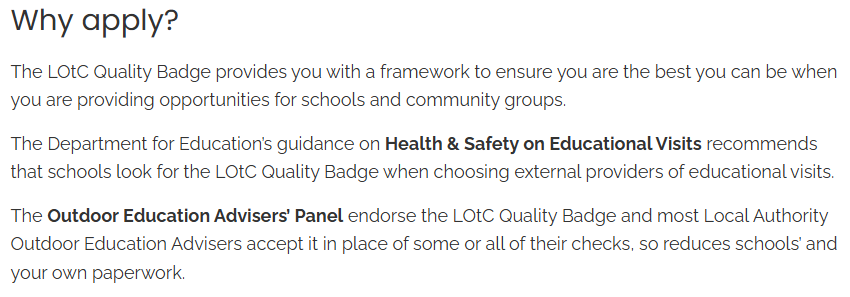 Why apply?
The LOtC Quality Badge provides you with a framework to ensure you are the best you can be when
you are providing opportunities for schools and community groups.
The Department for Education's guidance on Health & Safety on Educational Visits recommends
that schools look for the LOtC Quality Badge when choosing external providers of educational visits.
The Outdoor Education Advisers' Panel endorse the LOtC Quality Badge and most Local Authority
Outdoor Education Advisers accept it in place of some or all of their checks, so reduces schools' and
your own paperwork.